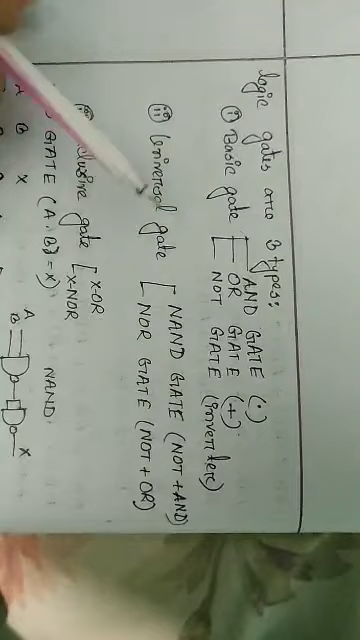 logic gates are 3 types:
(i) Basic gate [ AND GATE (.)
OR GATE (+)
NOT GATE (Inverter)
(ii) Universal gate [ NAND GATE (NOT + AND)
NOR GATE (NOT + OR)
gate [ X-OR
X-NOR
GATE (A.B) = X) NAND
A B X
A
B
X